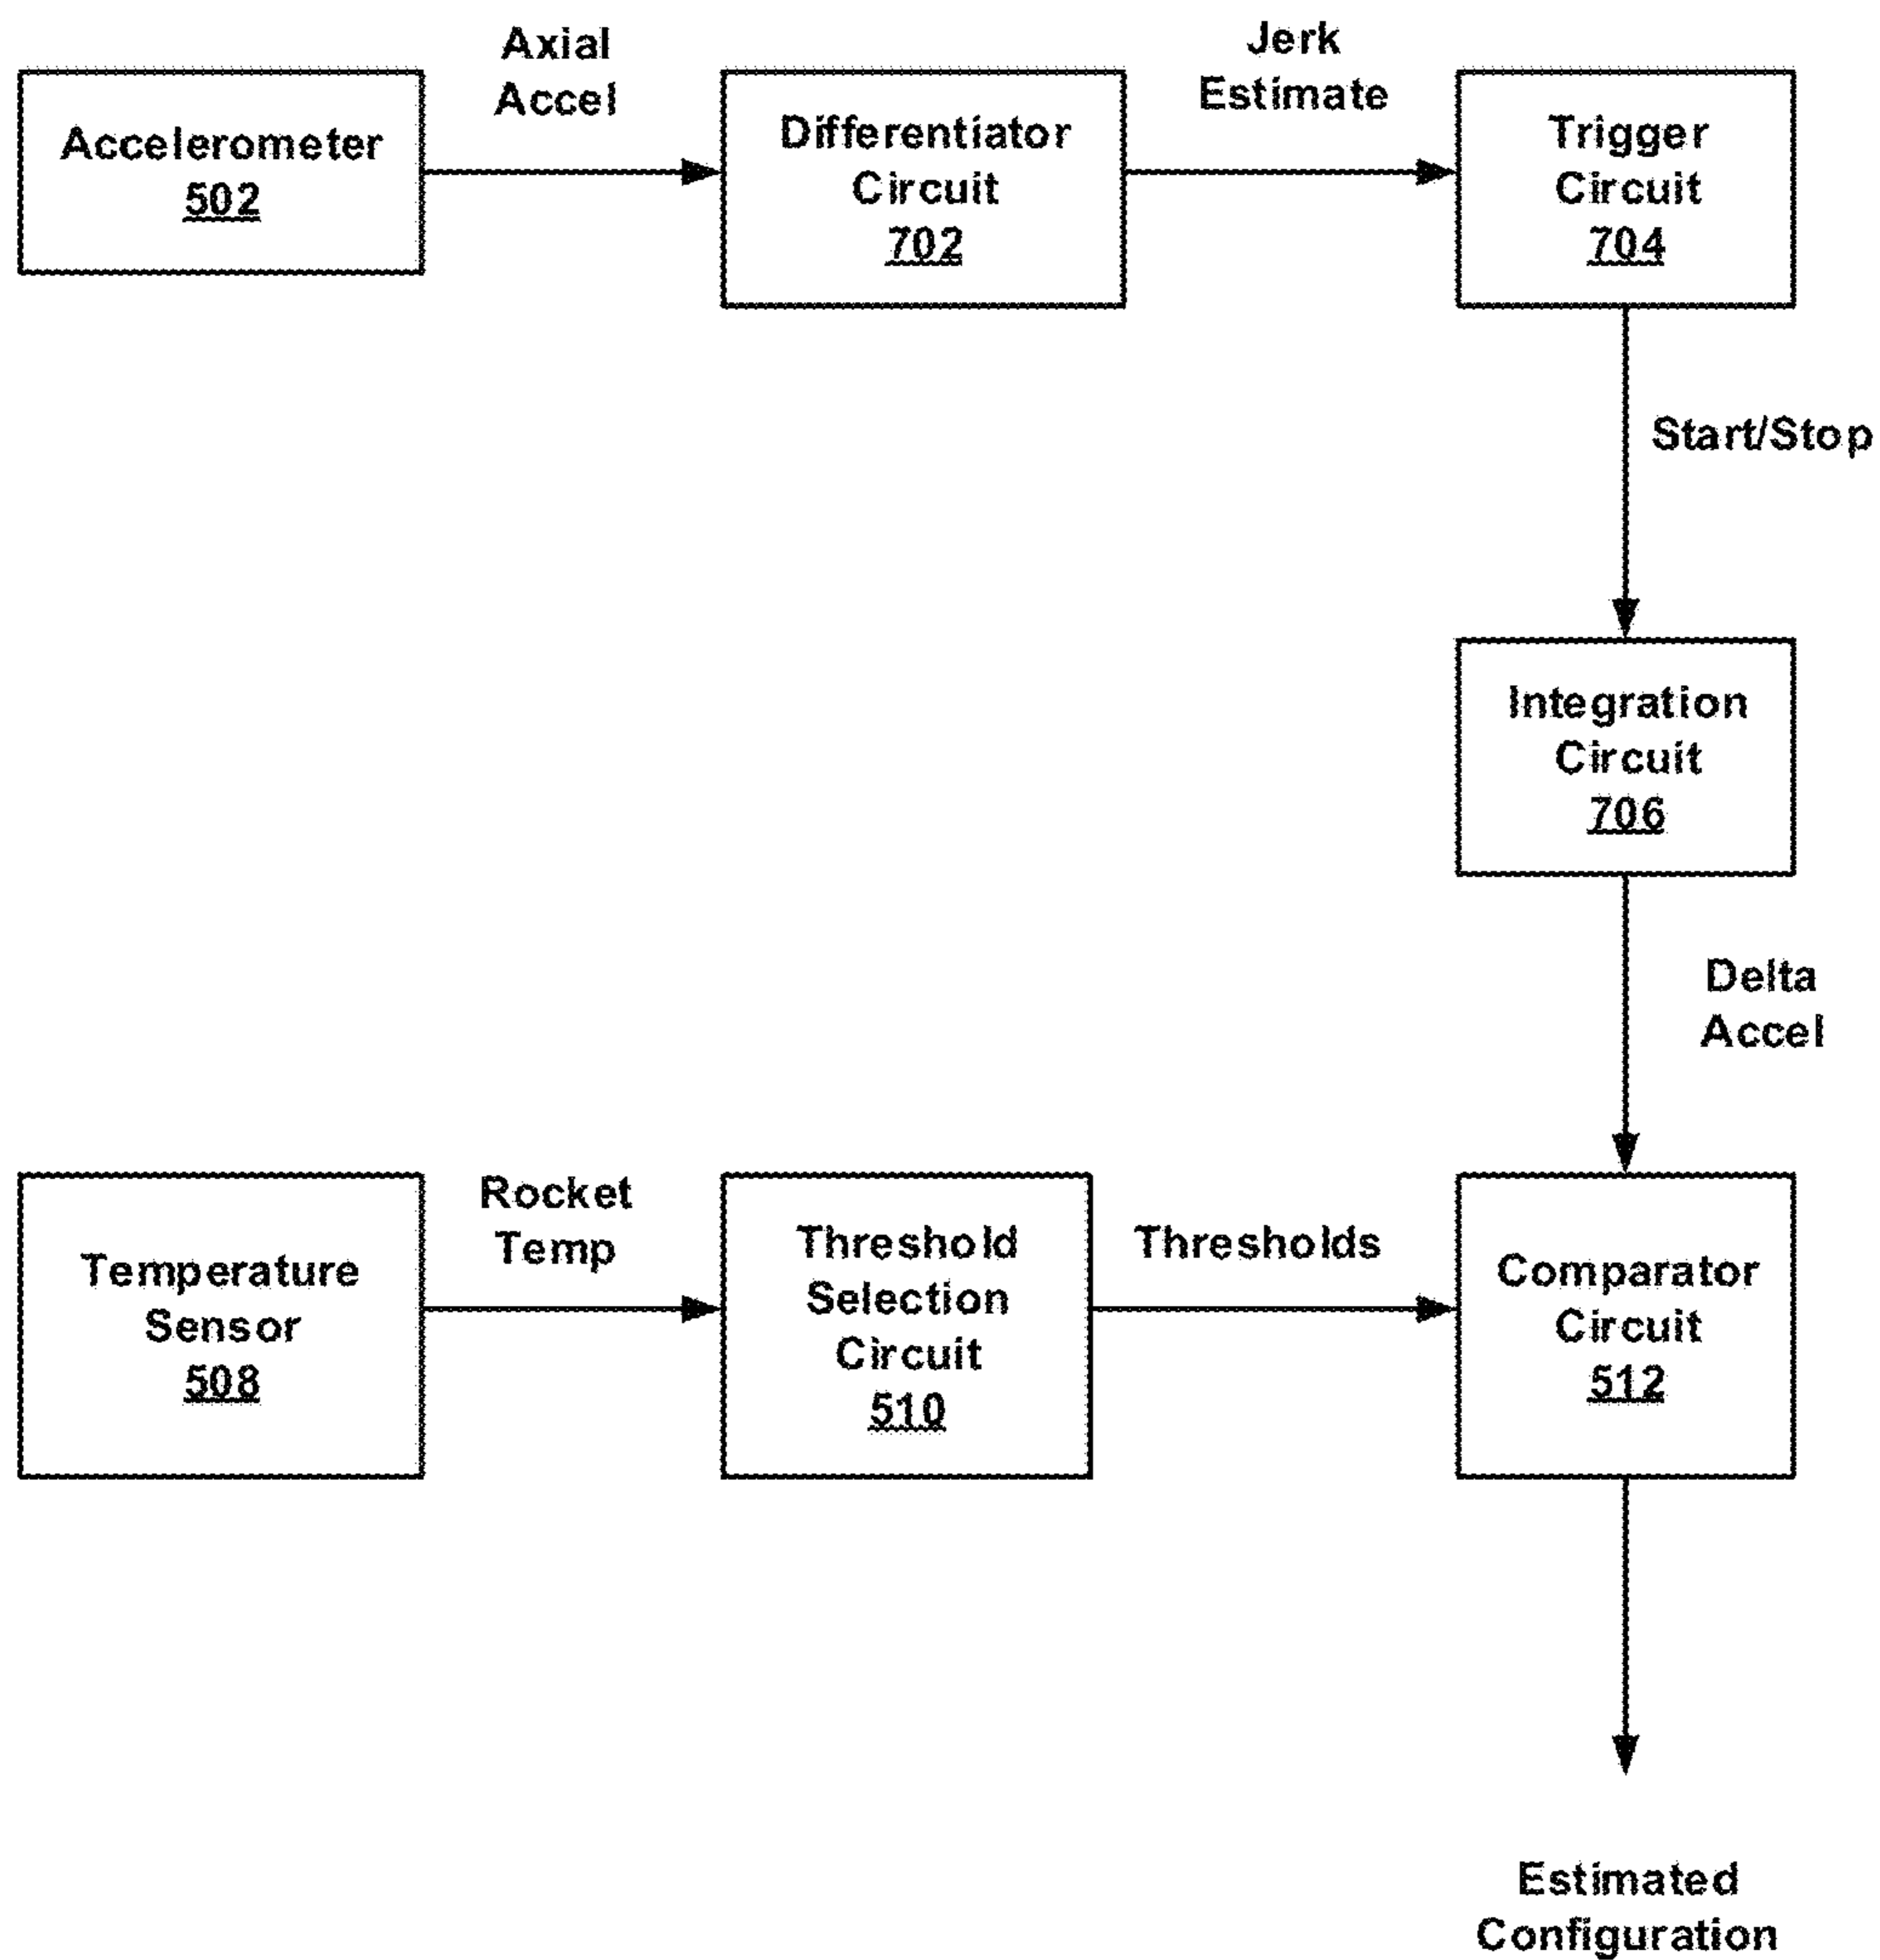 Axial
Accel
Jerk
Estimate
Accelerometer
502
Differentiator
Circuit
702
Trigger
Circuit
704
Start/Stop
Integration
Circuit
706
Delta
Accel
Rocket
Temp
Thresholds
Temperature
Sensor
508
Threshold
Selection
Circuit
510
Comparator
Circuit
512
Estimated
Configuration